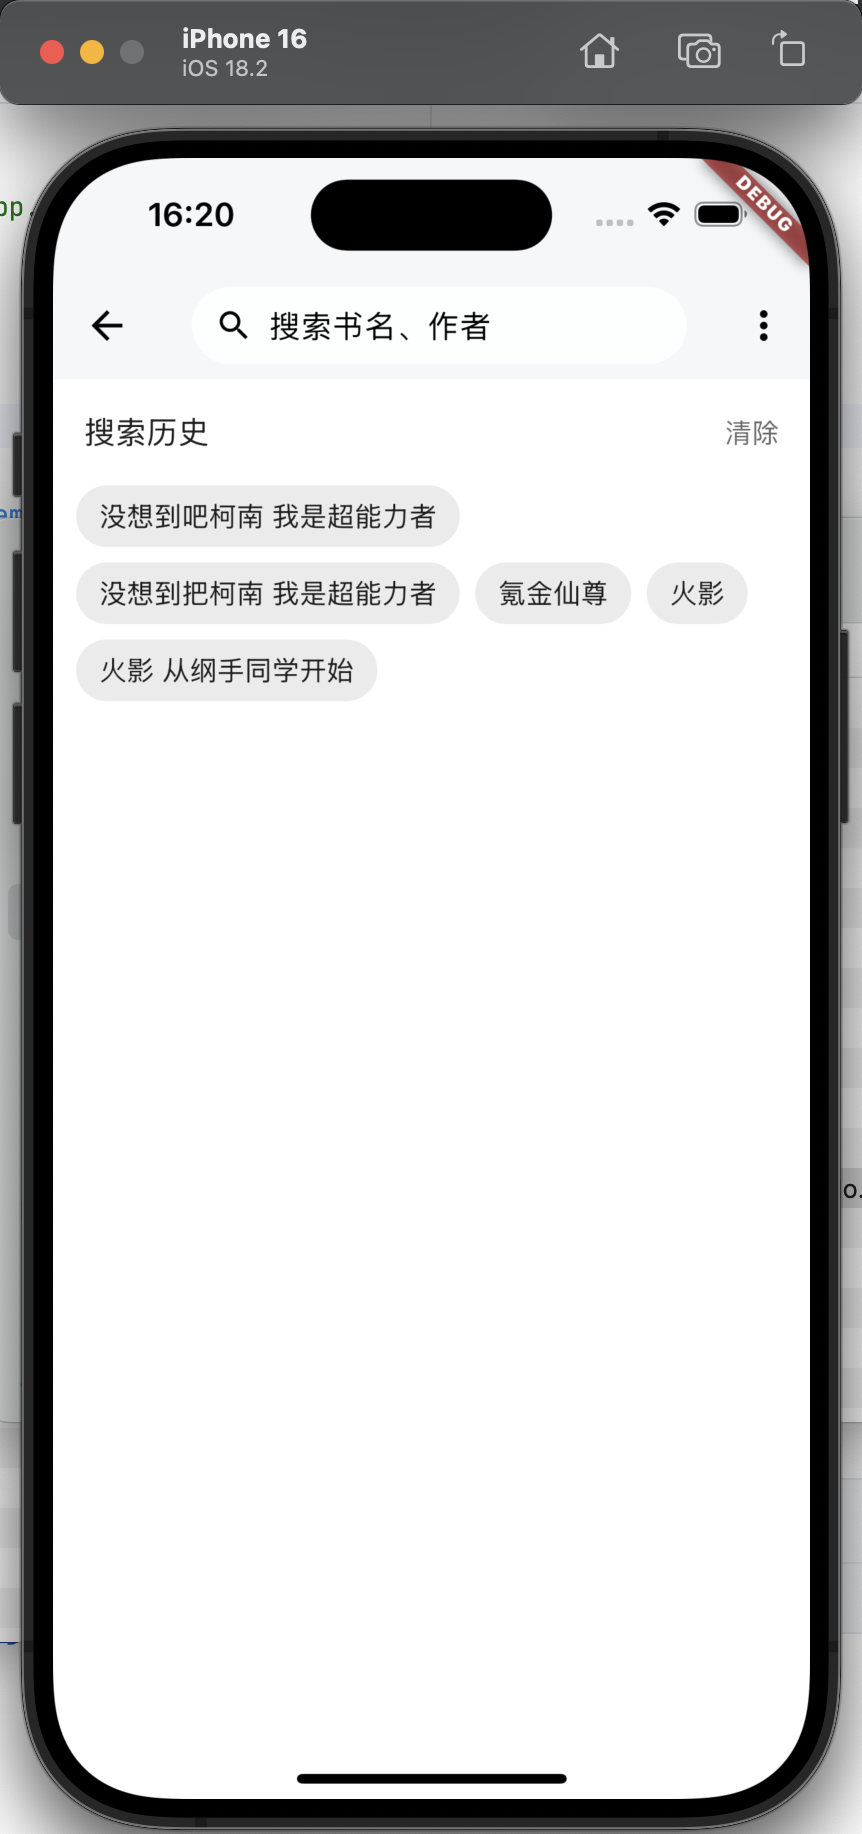 iPhone 16
iOS 18.2
16:20
DEBUG
搜索书名、作者
搜索历史
清除
没想到吧柯南 我是超能力者
没想到把柯南 我是超能力者 氪金仙尊 火影
火影 从纲手同学开始